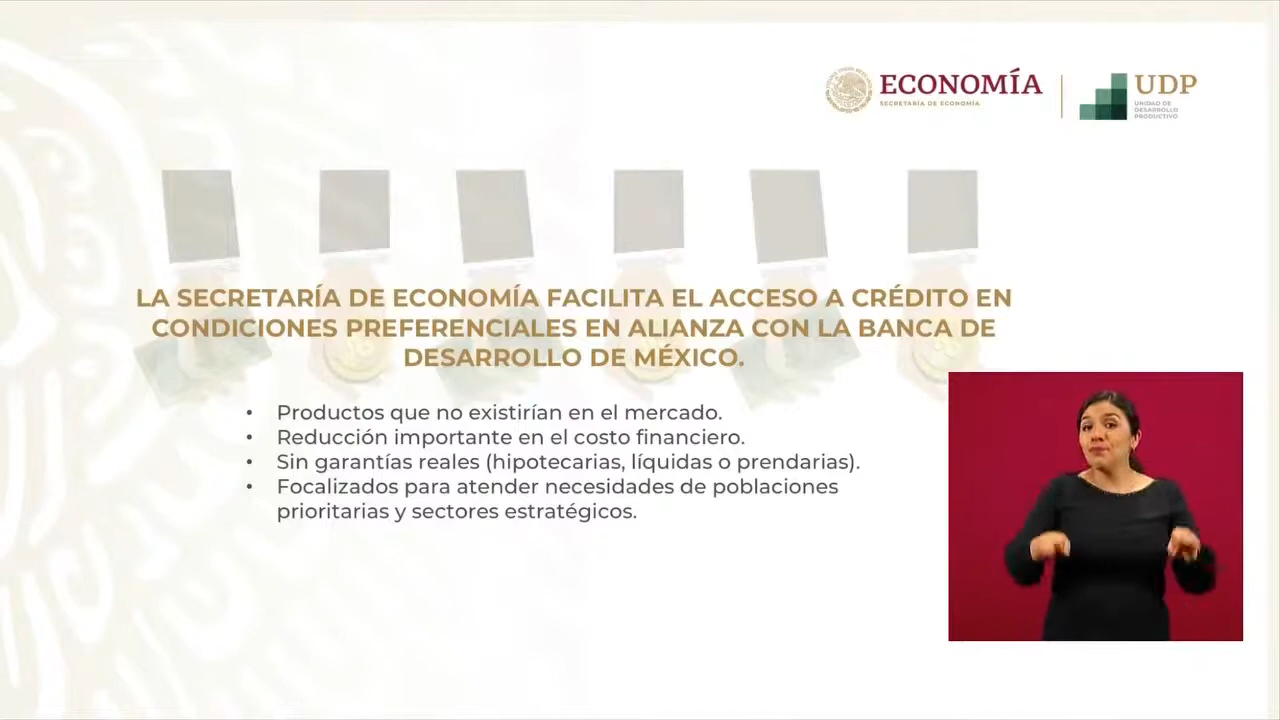 ECONOMÍA
SECRETARÍA DE ECONOMÍA
UDP
UNIDAD DE
DESARROLLO
PRODUCTIVO
LA SECRETARÍA DE ECONOMÍA FACILITA EL ACCESO A CRÉDITO EN
CONDICIONES PREFERENCIALES EN ALIANZA CON LA BANCA DE
DESARROLLO DE MÉXICO.
• Productos que no existirían en el mercado.
• Reducción importante en el costo financiero.
• Sin garantías reales (hipotecarias, líquidas o prendarias).
• Focalizados para atender necesidades de poblaciones
prioritarias y sectores estratégicos.